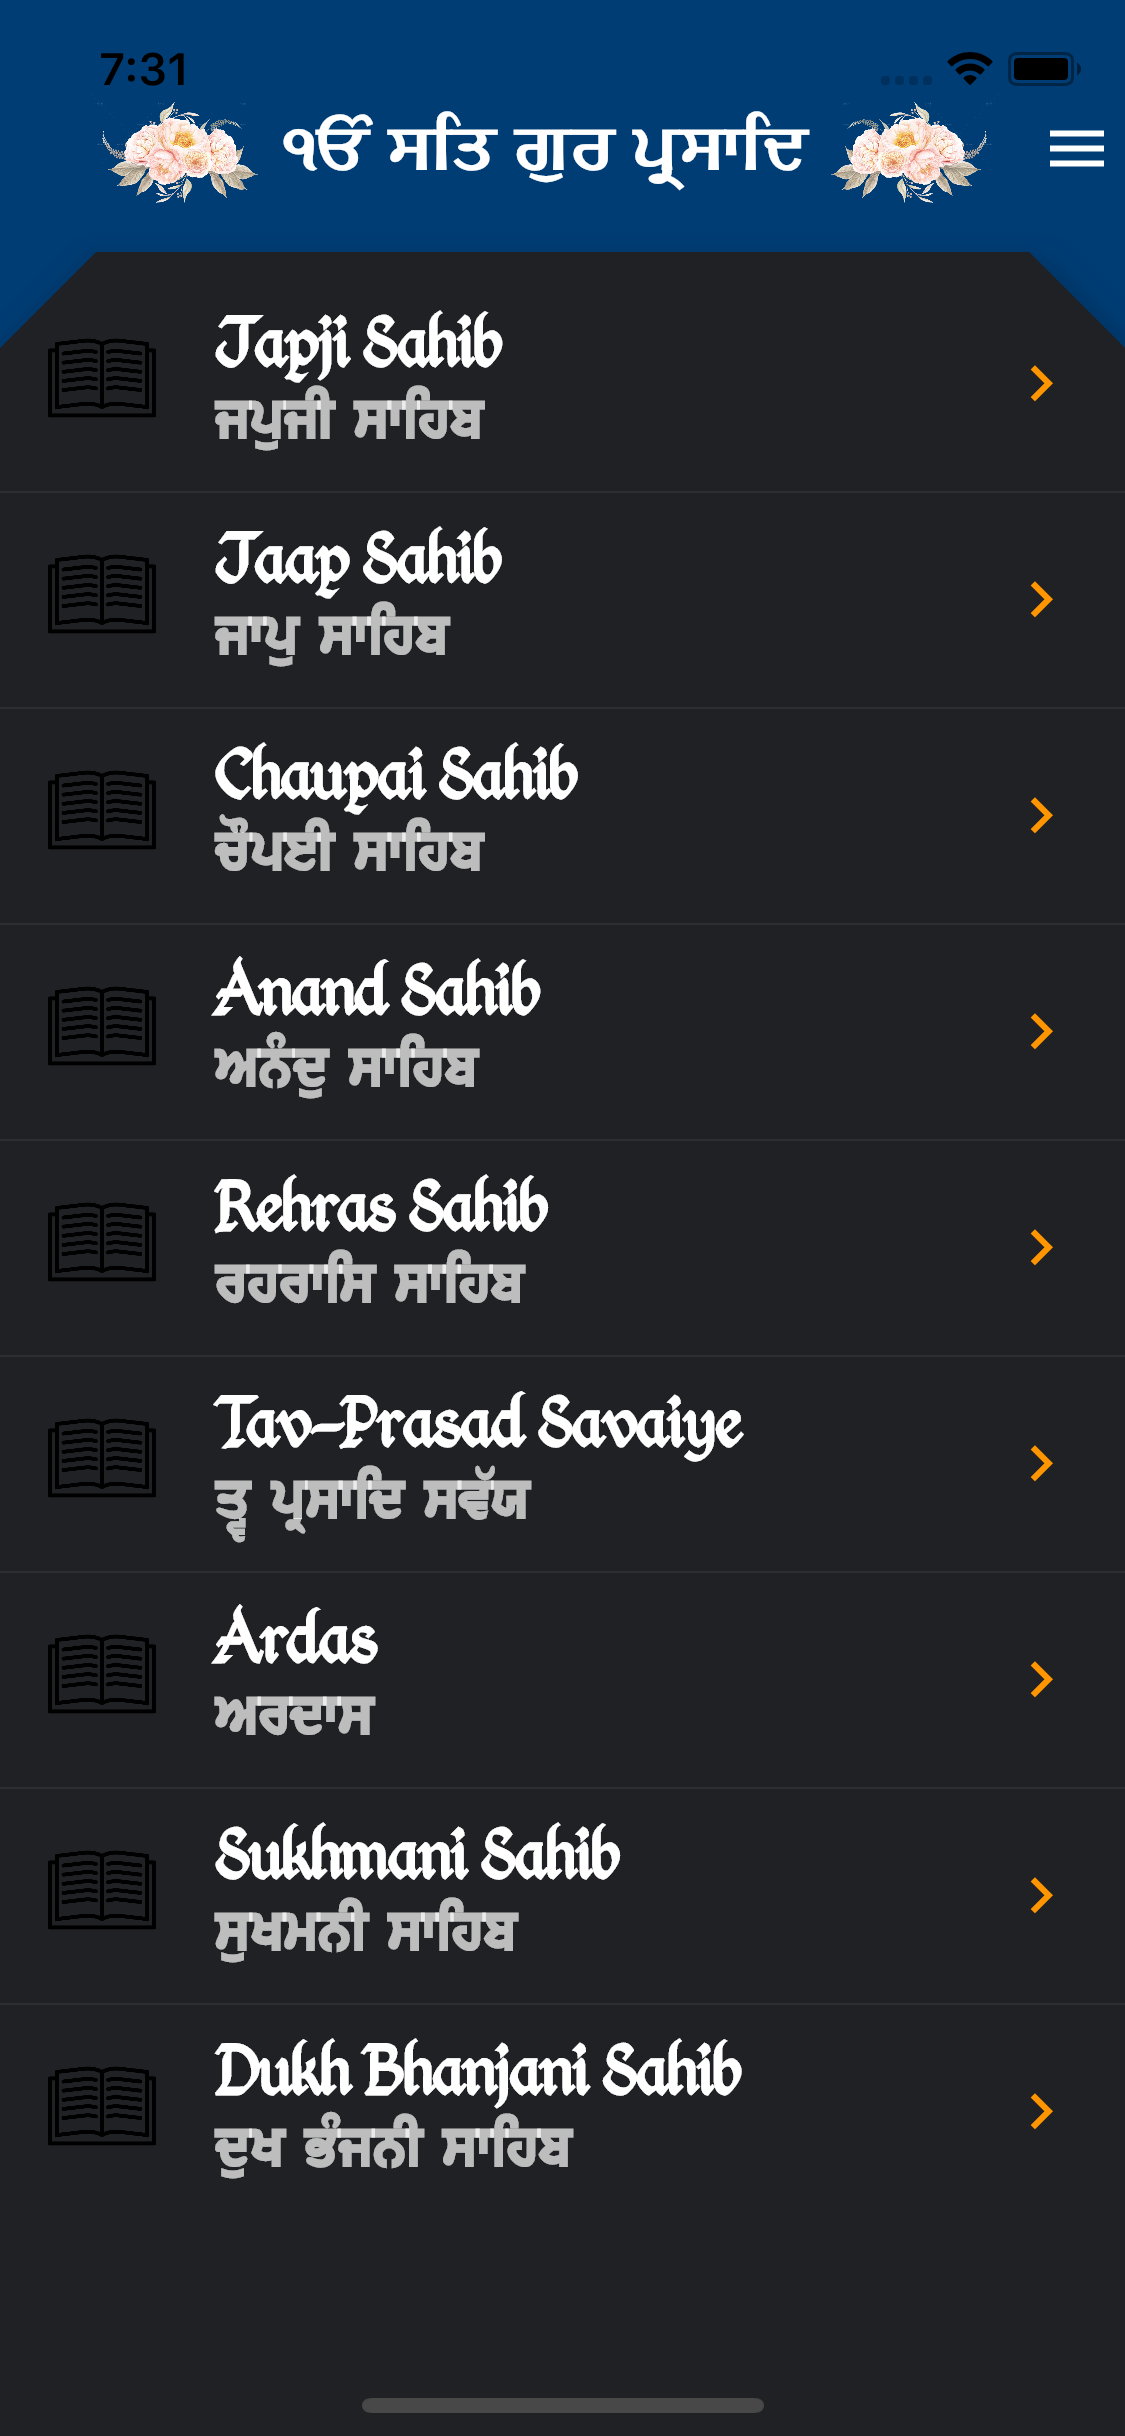 7:31
ੴ ਸਤਿ ਗੁਰ ਪ੍ਰਸਾਦਿ
Japji Sahib
ਜਪੁਜੀ ਸਾਹਿਬ
Jaap Sahib
ਜਾਪੁ ਸਾਹਿਬ
Chaupai Sahib
ਚੌਪਈ ਸਾਹਿਬ
Anand Sahib
ਅਨੰਦੁ ਸਾਹਿਬ
Rehras Sahib
ਰਹਰਾਸਿ ਸਾਹਿਬ
Tav-Prasad Savaiye
ਤ੍ਵ ਪ੍ਰਸਾਦਿ ਸਵੱਯੇ
Ardas
ਅਰਦਾਸ
Sukhmani Sahib
ਸੁਖਮਨੀ ਸਾਹਿਬ
Dukh Bhanjani Sahib
ਦੁਖ ਭੰਜਨੀ ਸਾਹਿਬ